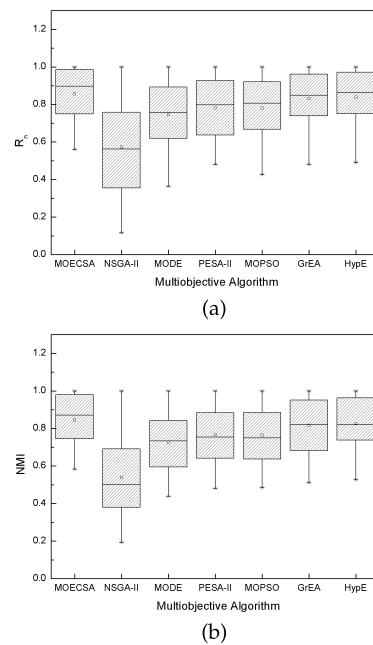 1.2
1.0
0.8
0.6
0.4
0.2
0.0
Rn
MOECSA NSGA-II MODE PESA-II MOPSO GrEA HypE
Multiobjective Algorithm
(a)
1.2
1.0
0.8
0.6
0.4
0.2
0.0
NMI
MOECSA NSGA-II MODE PESA-II MOPSO GrEA HypE
Multiobjective Algorithm
(b)